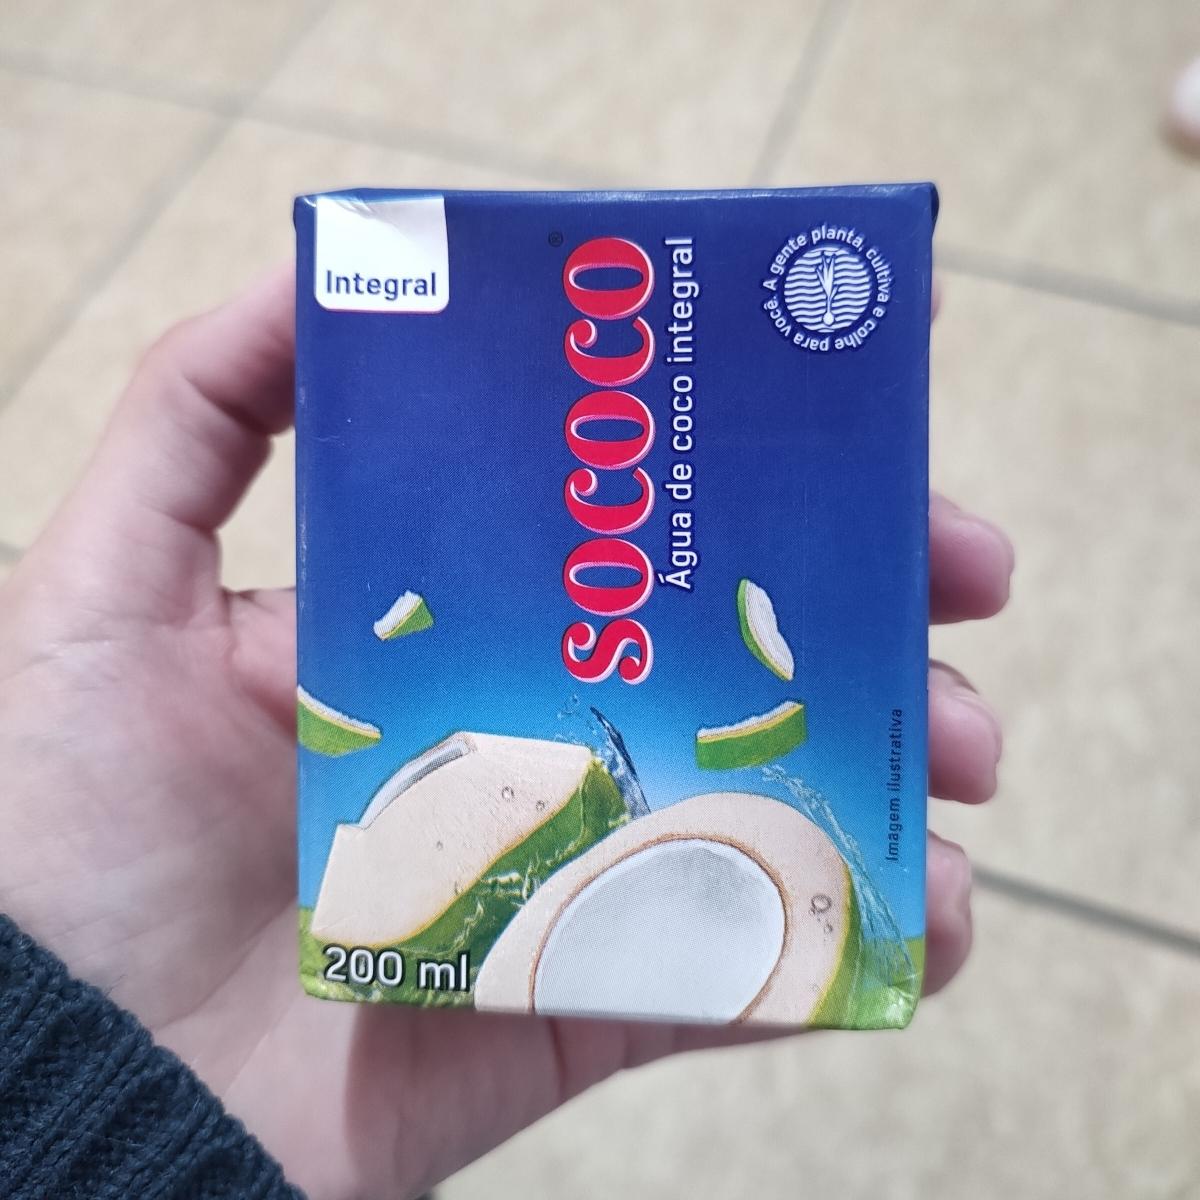 Integral
SOCOCO®
Água de coco integral
A gente planta, cultiva e colhe para você.
Imagem ilustrativa
200 ml